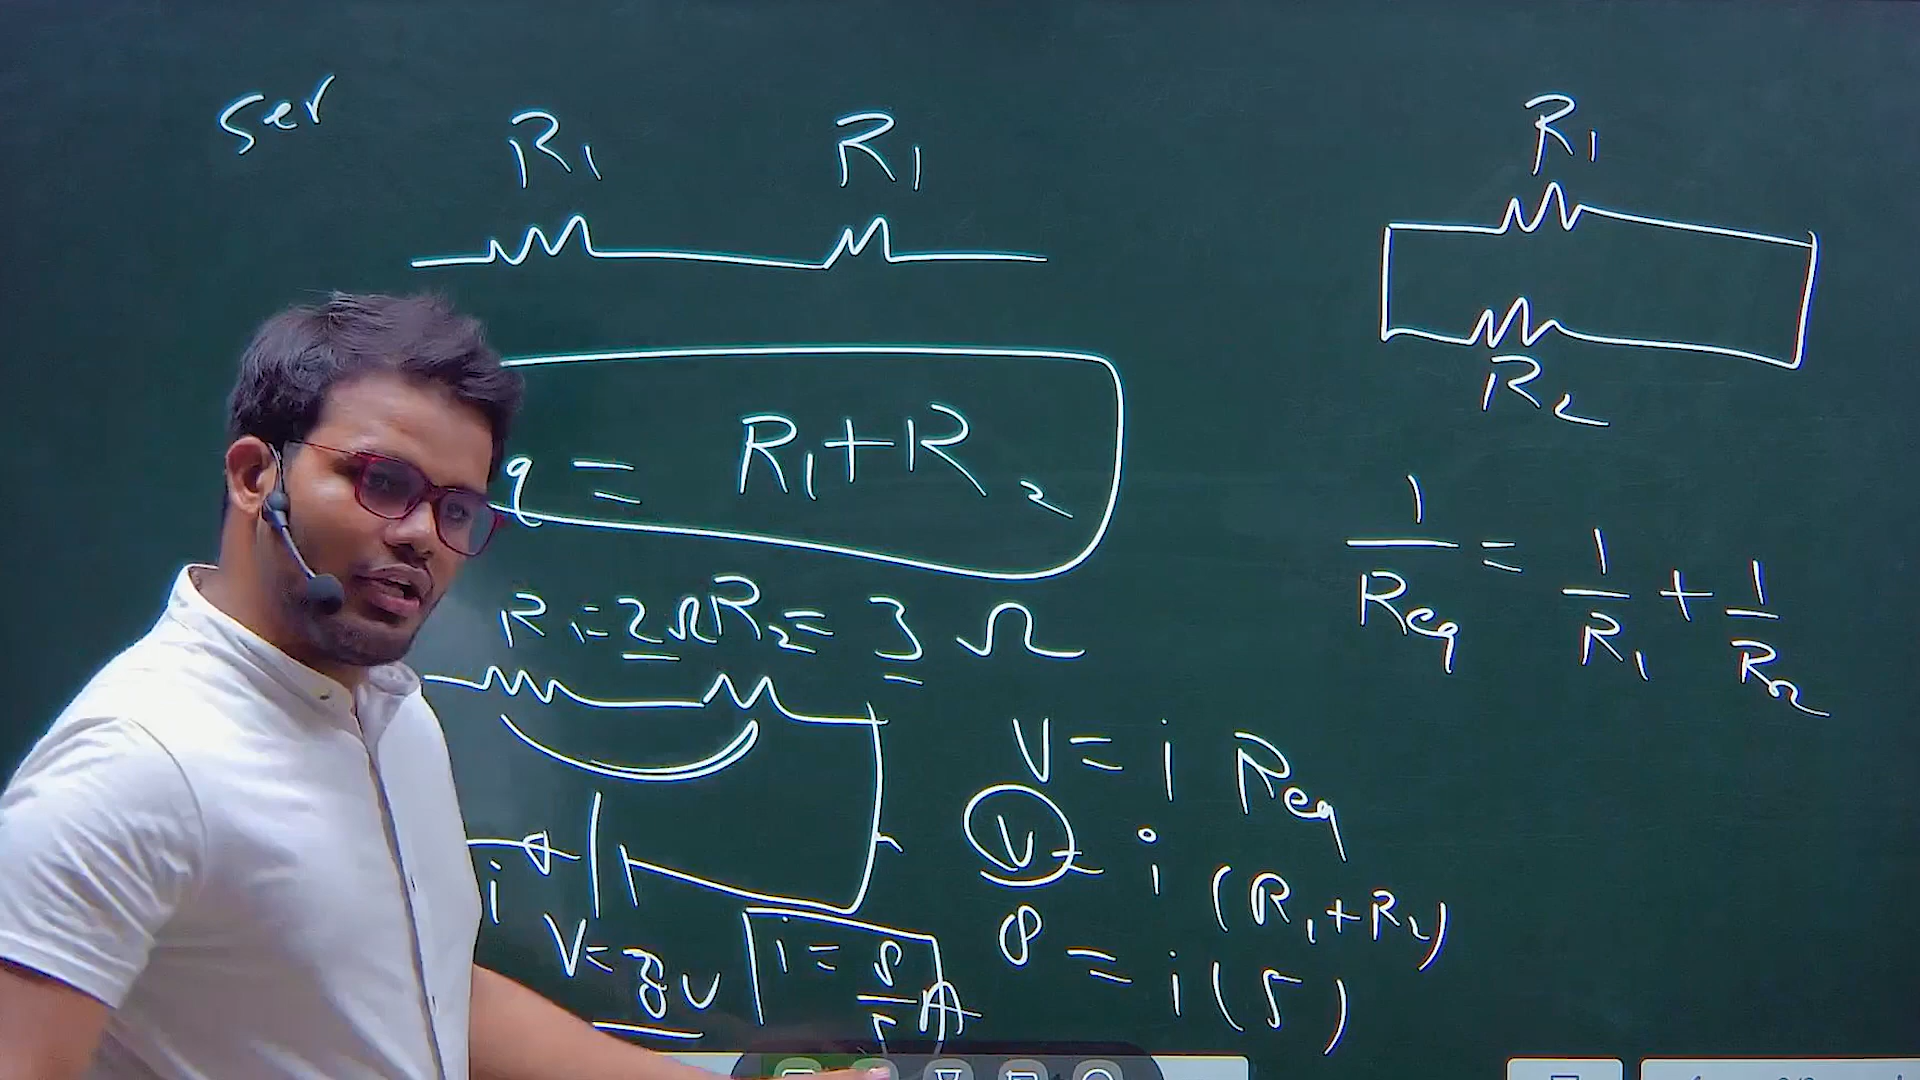 ser
R1 R1
q = R1+R2
R1=2Ω R2= 3 Ω
i
V=8V
i = 8/5 A
R1
R2
1/Req = 1/R1 + 1/R2
V = i Req
V = i (R1+R2)
8 = i(5)